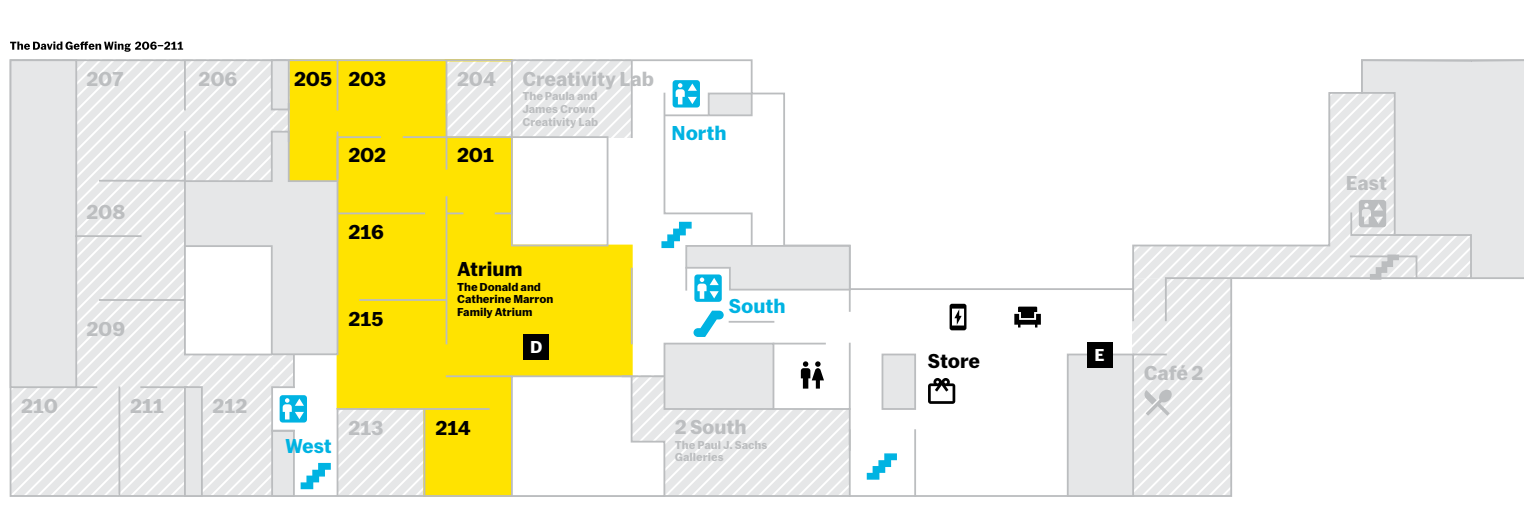 The David Geffen Wing 206–211
207
206
205
203
204
Creativity Lab
The Paula and
James Crown
Creativity Lab
North
202
201
East
208
216
Atrium
The Donald and
Catherine Marron
Family Atrium
South
209
215
D
E
Store
Café 2
210
211
212
West
213
214
2 South
The Paul J. Sachs
Galleries